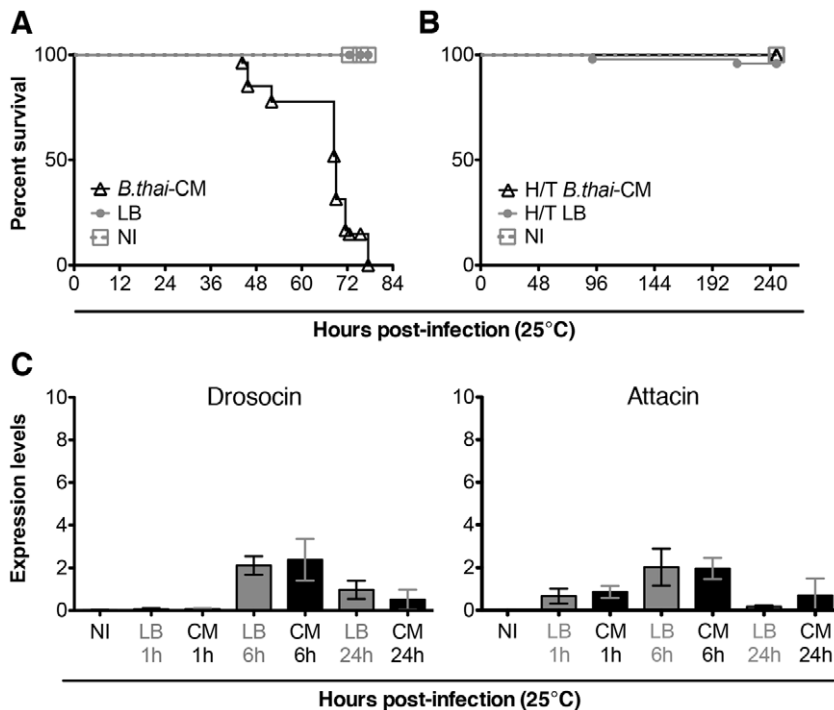 A
B
Percent survival
100
50
0
B.thai-CM
LB
NI
0 12 24 36 48 60 72 84
100
50
0
H/T B.thai-CM
H/T LB
NI
0 48 96 144 192 240
Hours post-infection (25°C)
C
Expression levels
Drosocin
10
8
6
4
2
0
NI LB CM LB CM LB CM
1h 1h 6h 6h 24h 24h
Attacin
10
8
6
4
2
0
NI LB CM LB CM LB CM
1h 1h 6h 6h 24h 24h
Hours post-infection (25°C)